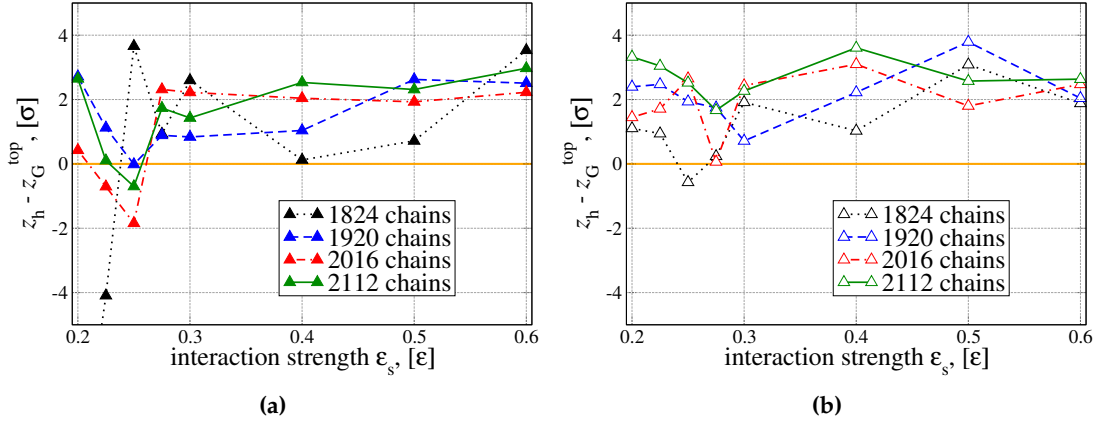 4
2
0
-2
-4
z_h - z_G^top, [σ]
1824 chains
1920 chains
2016 chains
2112 chains
0.2 0.3 0.4 0.5 0.6
interaction strength ε_s, [ε]
(a)
4
2
0
-2
-4
z_h - z_G^top, [σ]
1824 chains
1920 chains
2016 chains
2112 chains
0.2 0.3 0.4 0.5 0.6
interaction strength ε_s, [ε]
(b)